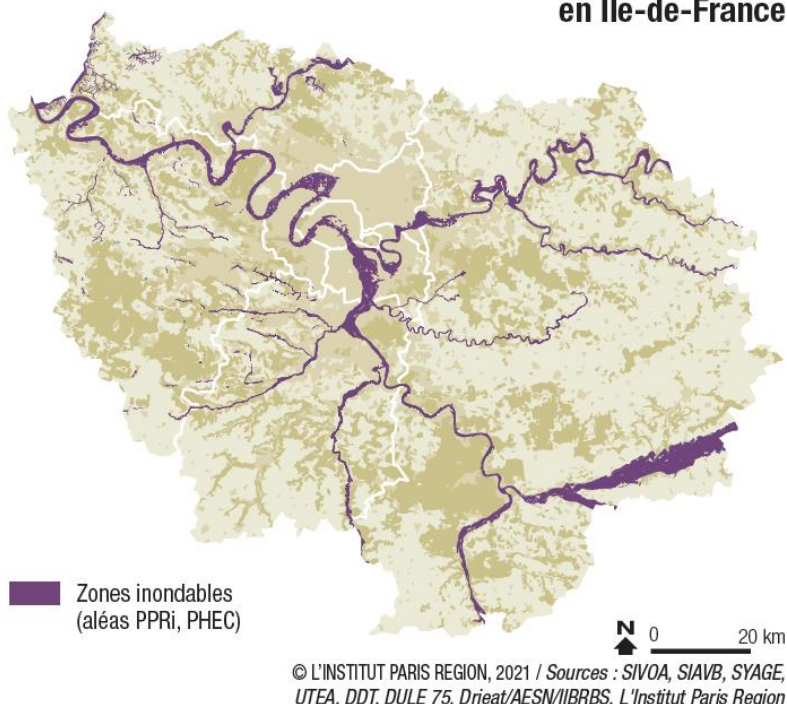 en Île-de-France
Zones inondables
(aléas PPRi, PHEC)
N 0 20 km
© L'INSTITUT PARIS REGION, 2021 / Sources : SIVOA, SIAVB, SYAGE,
UTEA, DDT, DULE 75, Drieat/AESN/IIBRBS, L'Institut Paris Region